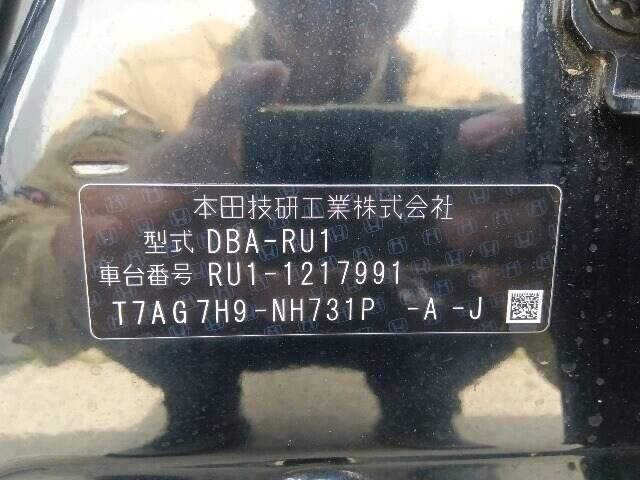 本田技研工業株式会社
型式 DBA-RU1
車台番号 RU1-1217991
T7AG7H9-NH731P -A -J